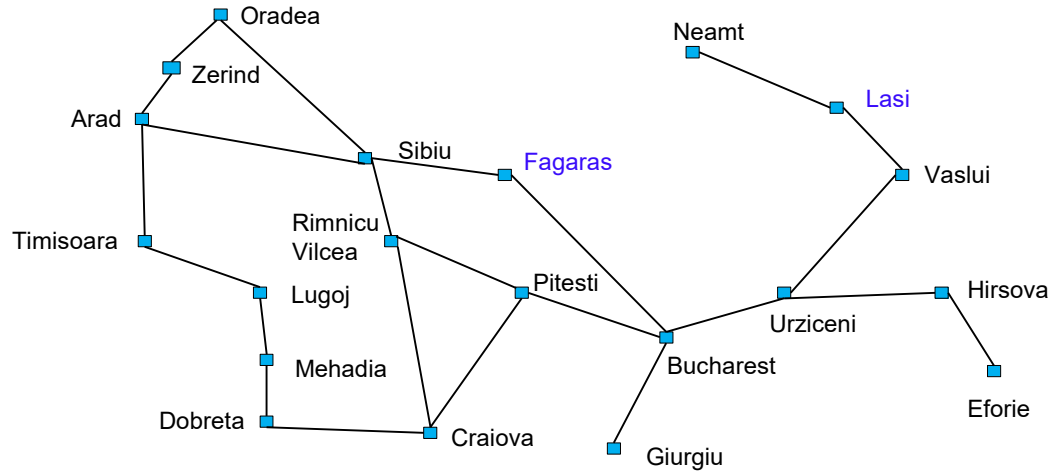 Oradea
Neamt
Zerind
Lasi
Arad
Sibiu
Fagaras
Vaslui
Rimnicu
Vilcea
Timisoara
Pitesti
Lugoj
Hirsova
Urziceni
Mehadia
Bucharest
Eforie
Dobreta
Craiova
Giurgiu